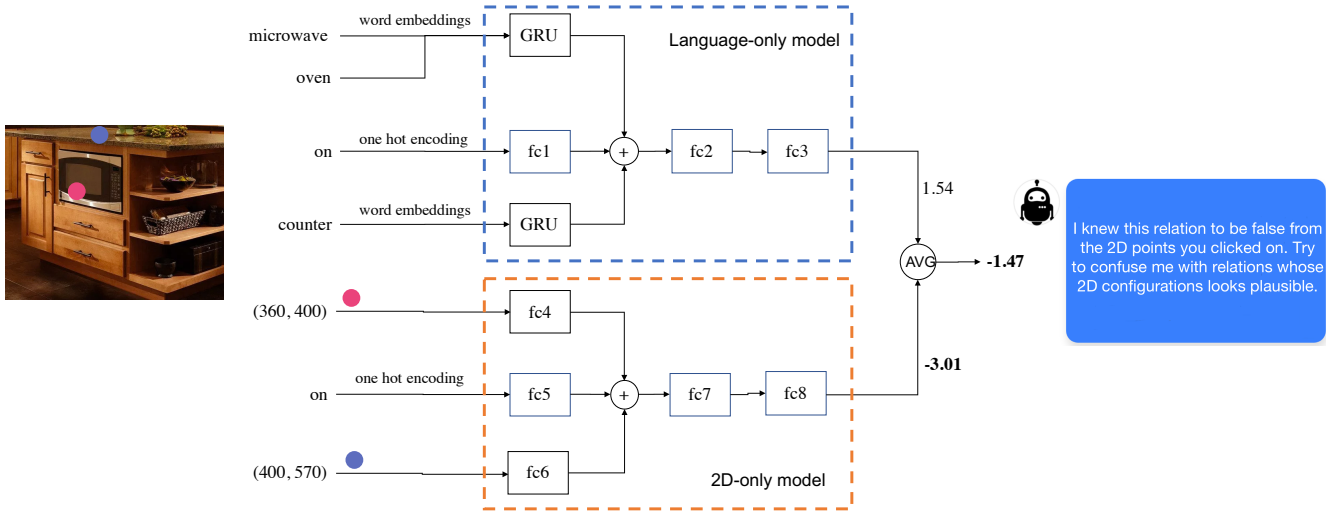 word embeddings
microwave
GRU
Language-only model
oven
one hot encoding
on
fc1
+
fc2
fc3
1.54
word embeddings
counter
GRU
I knew this relation to be false from
the 2D points you clicked on. Try
to confuse me with relations whose
2D configurations looks plausible.
AVG
-1.47
(360, 400)
fc4
-3.01
one hot encoding
on
fc5
+
fc7
fc8
(400, 570)
fc6
2D-only model